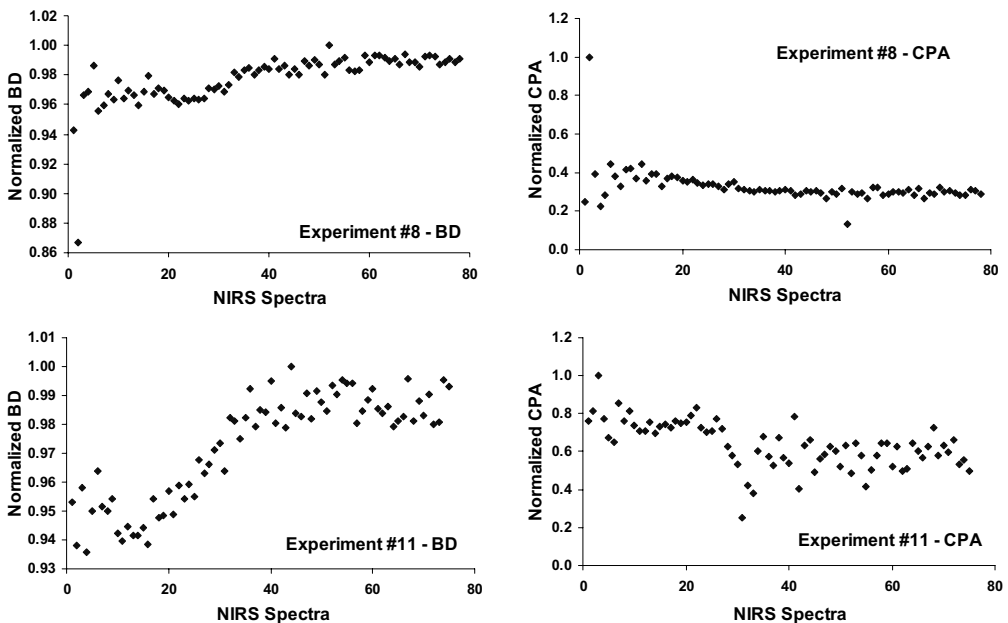 1.02
1.00
0.98
0.96
0.94
0.92
0.90
0.88
0.86
Normalized BD
Experiment #8 - BD
0 20 40 60 80
NIRS Spectra
1.2
1.0
0.8
0.6
0.4
0.2
0.0
Normalized CPA
Experiment #8 - CPA
0 20 40 60 80
NIRS Spectra
1.01
1.00
0.99
0.98
0.97
0.96
0.95
0.94
0.93
Normalized BD
Experiment #11 - BD
0 20 40 60 80
NIRS Spectra
1.2
1.0
0.8
0.6
0.4
0.2
0.0
Normalized CPA
Experiment #11 - CPA
0 20 40 60 80 100
NIRS Spectra